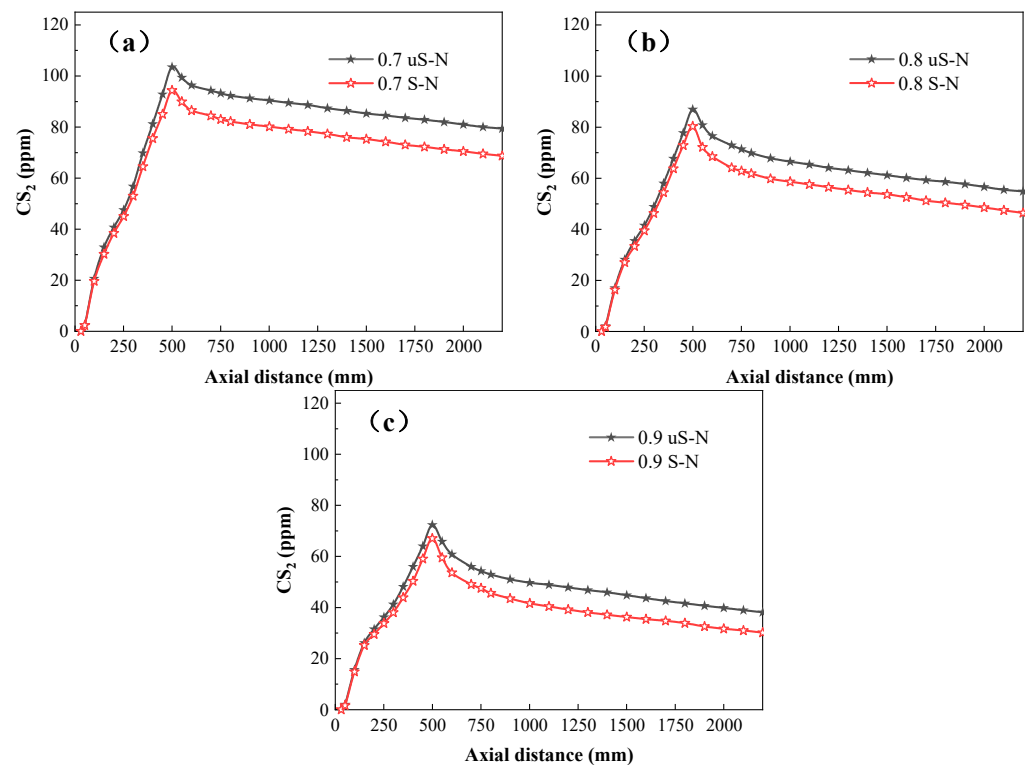 （a）
0.7 uS-N
0.7 S-N
CS₂ (ppm)
120
100
80
60
40
20
0
0 250 500 750 1000 1250 1500 1750 2000
Axial distance (mm)
（b）
0.8 uS-N
0.8 S-N
CS₂ (ppm)
120
100
80
60
40
20
0
0 250 500 750 1000 1250 1500 1750 2000
Axial distance (mm)
（c）
0.9 uS-N
0.9 S-N
CS₂ (ppm)
120
100
80
60
40
20
0
0 250 500 750 1000 1250 1500 1750 2000
Axial distance (mm)